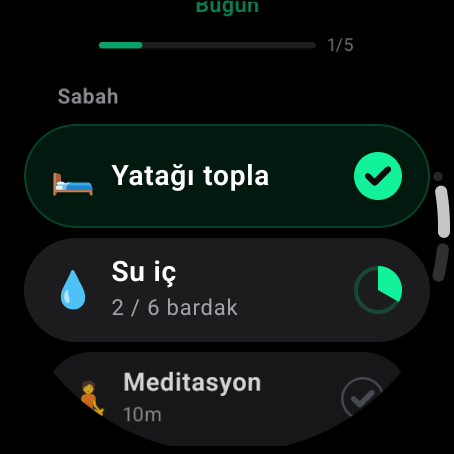 Bugün
1/5
Sabah
Yatağı topla
Su iç
2 / 6 bardak
Meditasyon
10m